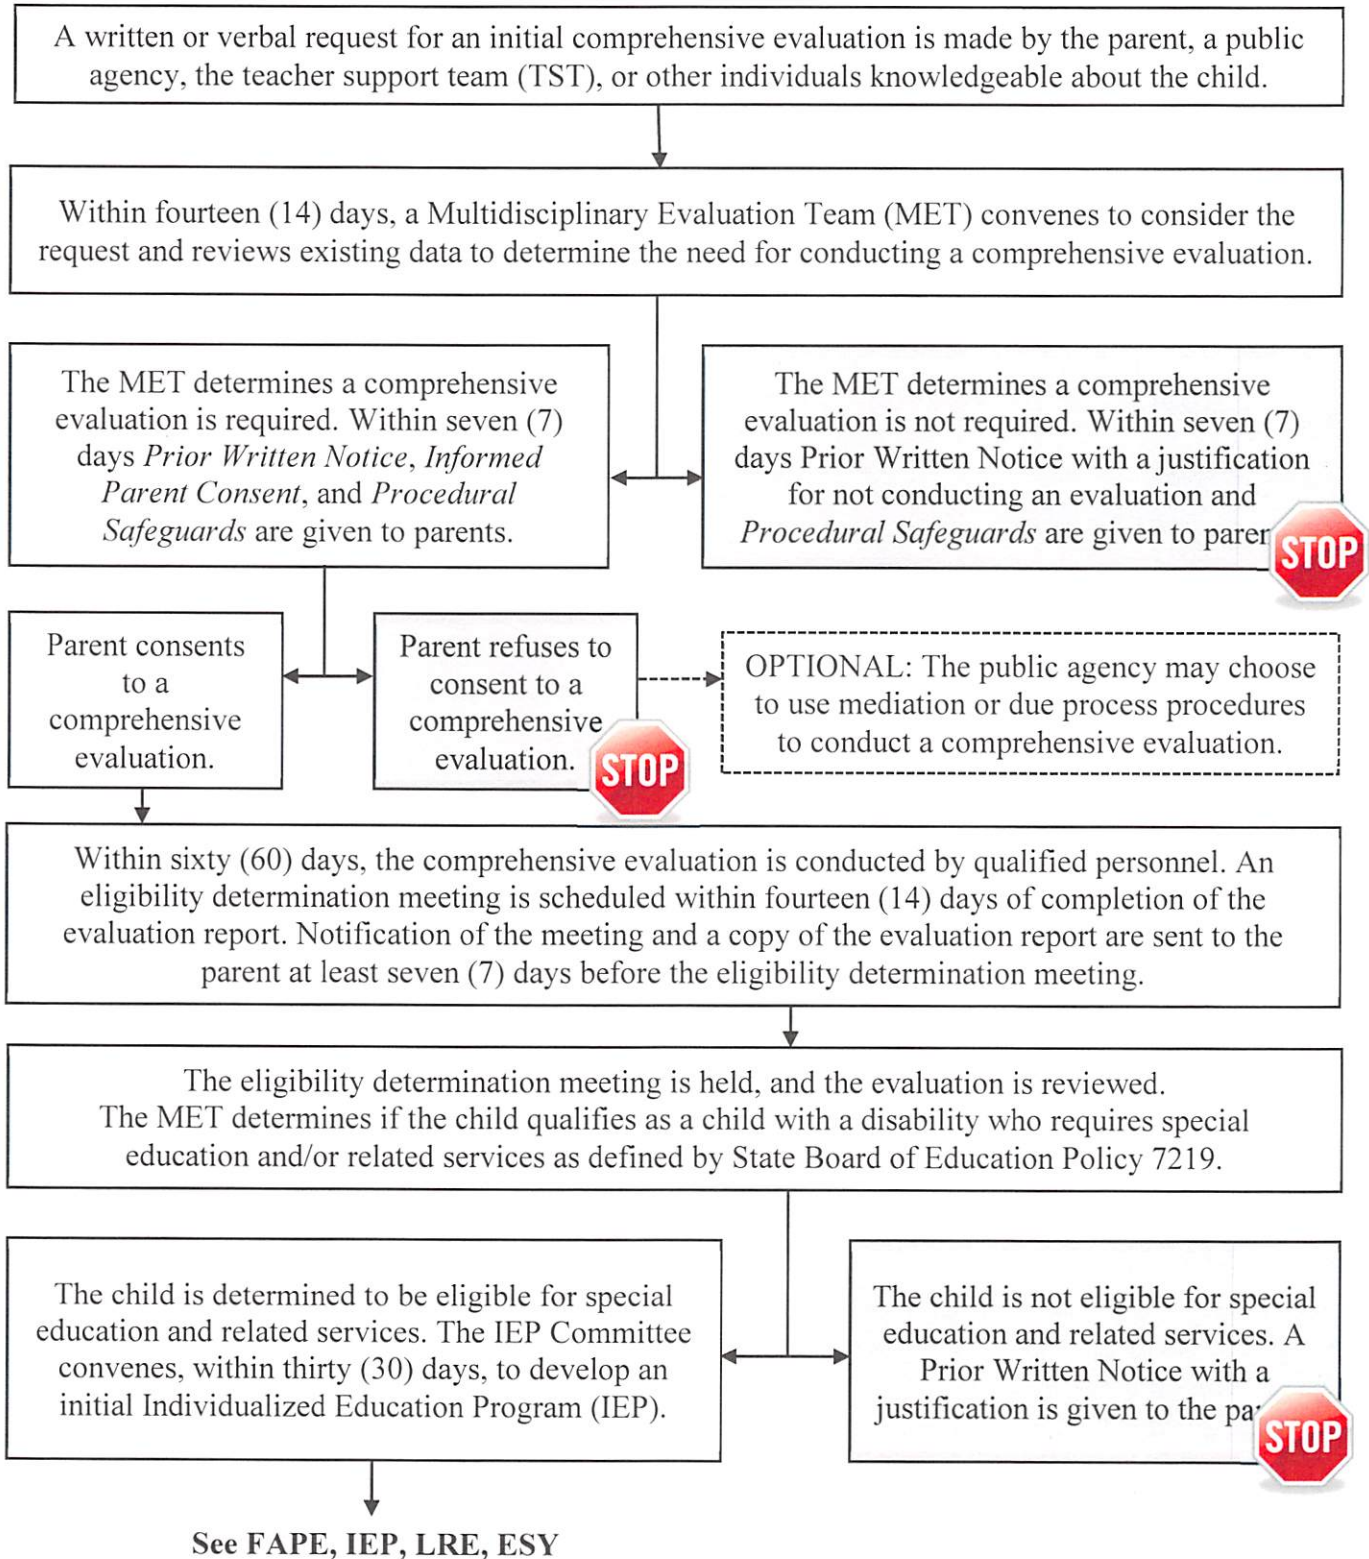 A written or verbal request for an initial comprehensive evaluation is made by the parent, a public
agency, the teacher support team (TST), or other individuals knowledgeable about the child.
Within fourteen (14) days, a Multidisciplinary Evaluation Team (MET) convenes to consider the
request and reviews existing data to determine the need for conducting a comprehensive evaluation.
The MET determines a comprehensive
evaluation is required. Within seven (7)
days Prior Written Notice, Informed
Parent Consent, and Procedural
Safeguards are given to parents.
The MET determines a comprehensive
evaluation is not required. Within seven (7)
days Prior Written Notice with a justification
for not conducting an evaluation and
Procedural Safeguards are given to paren
STOP
Parent consents
to a
comprehensive
evaluation.
Parent refuses to
consent to a
comprehensive
evaluation.
STOP
OPTIONAL: The public agency may choose
to use mediation or due process procedures
to conduct a comprehensive evaluation.
Within sixty (60) days, the comprehensive evaluation is conducted by qualified personnel. An
eligibility determination meeting is scheduled within fourteen (14) days of completion of the
evaluation report. Notification of the meeting and a copy of the evaluation report are sent to the
parent at least seven (7) days before the eligibility determination meeting.
The eligibility determination meeting is held, and the evaluation is reviewed.
The MET determines if the child qualifies as a child with a disability who requires special
education and/or related services as defined by State Board of Education Policy 7219.
The child is determined to be eligible for special
education and related services. The IEP Committee
convenes, within thirty (30) days, to develop an
initial Individualized Education Program (IEP).
The child is not eligible for special
education and related services. A
Prior Written Notice with a
justification is given to the pa
STOP
See FAPE, IEP, LRE, ESY